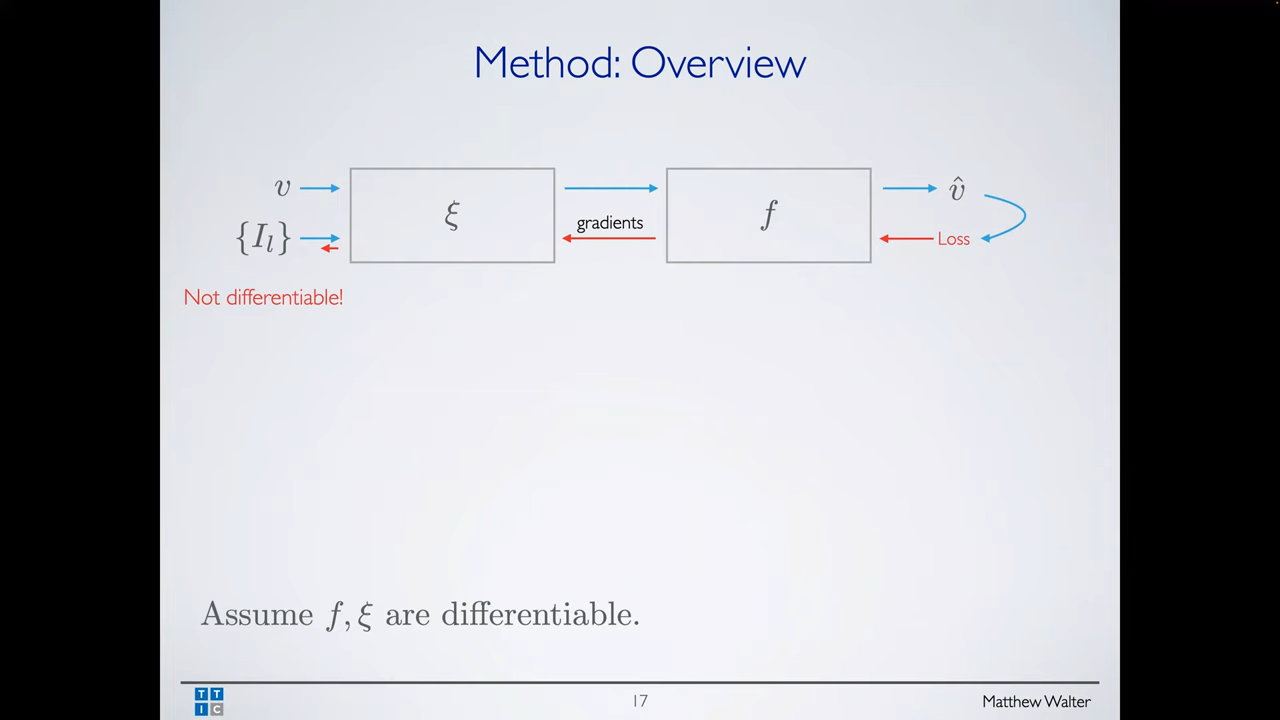 Method: Overview
v
ξ
f
v̂
gradients
{I_l}
Loss
Not differentiable!
Assume f, ξ are differentiable.
T T
I C
17
Matthew Walter